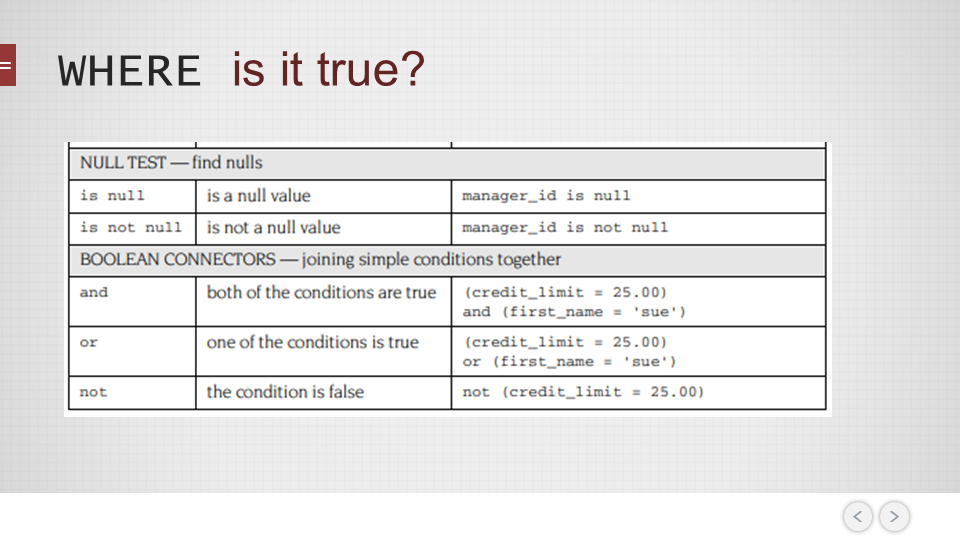 WHERE is it true?
NULL TEST — find nulls
is null is a null value manager_id is null
is not null is not a null value manager_id is not null
BOOLEAN CONNECTORS — joining simple conditions together
and both of the conditions are true (credit_limit = 25.00)
and (first_name = 'sue')
or one of the conditions is true (credit_limit = 25.00)
or (first_name = 'sue')
not the condition is false not (credit_limit = 25.00)